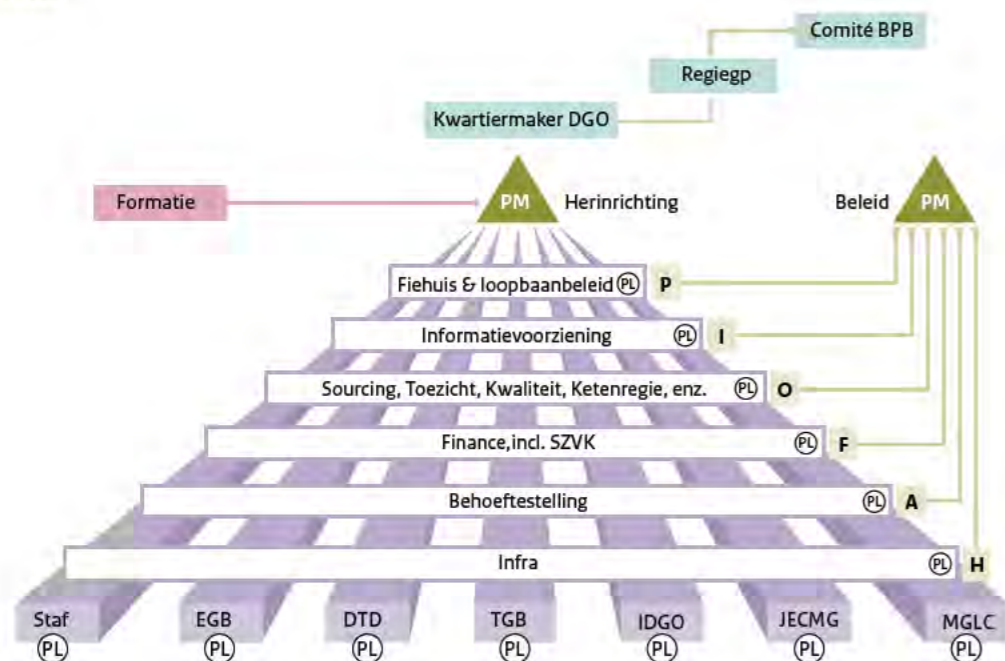 Comité BPB
Regiegp
Kwartiermaker DGO
Formatie
PM
Herinrichting
Beleid
PM
Fiehuis & loopbaanbeleid PL P
Informatievoorziening PL I
Sourcing, Toezicht, Kwaliteit, Ketenregie, enz. PL O
Finance,incl. SZVK PL F
Behoeftestelling PL A
Infra PL H
Staf EGB DTD TGB IDGO JECMG MGLC
PL PL PL PL PL PL PL